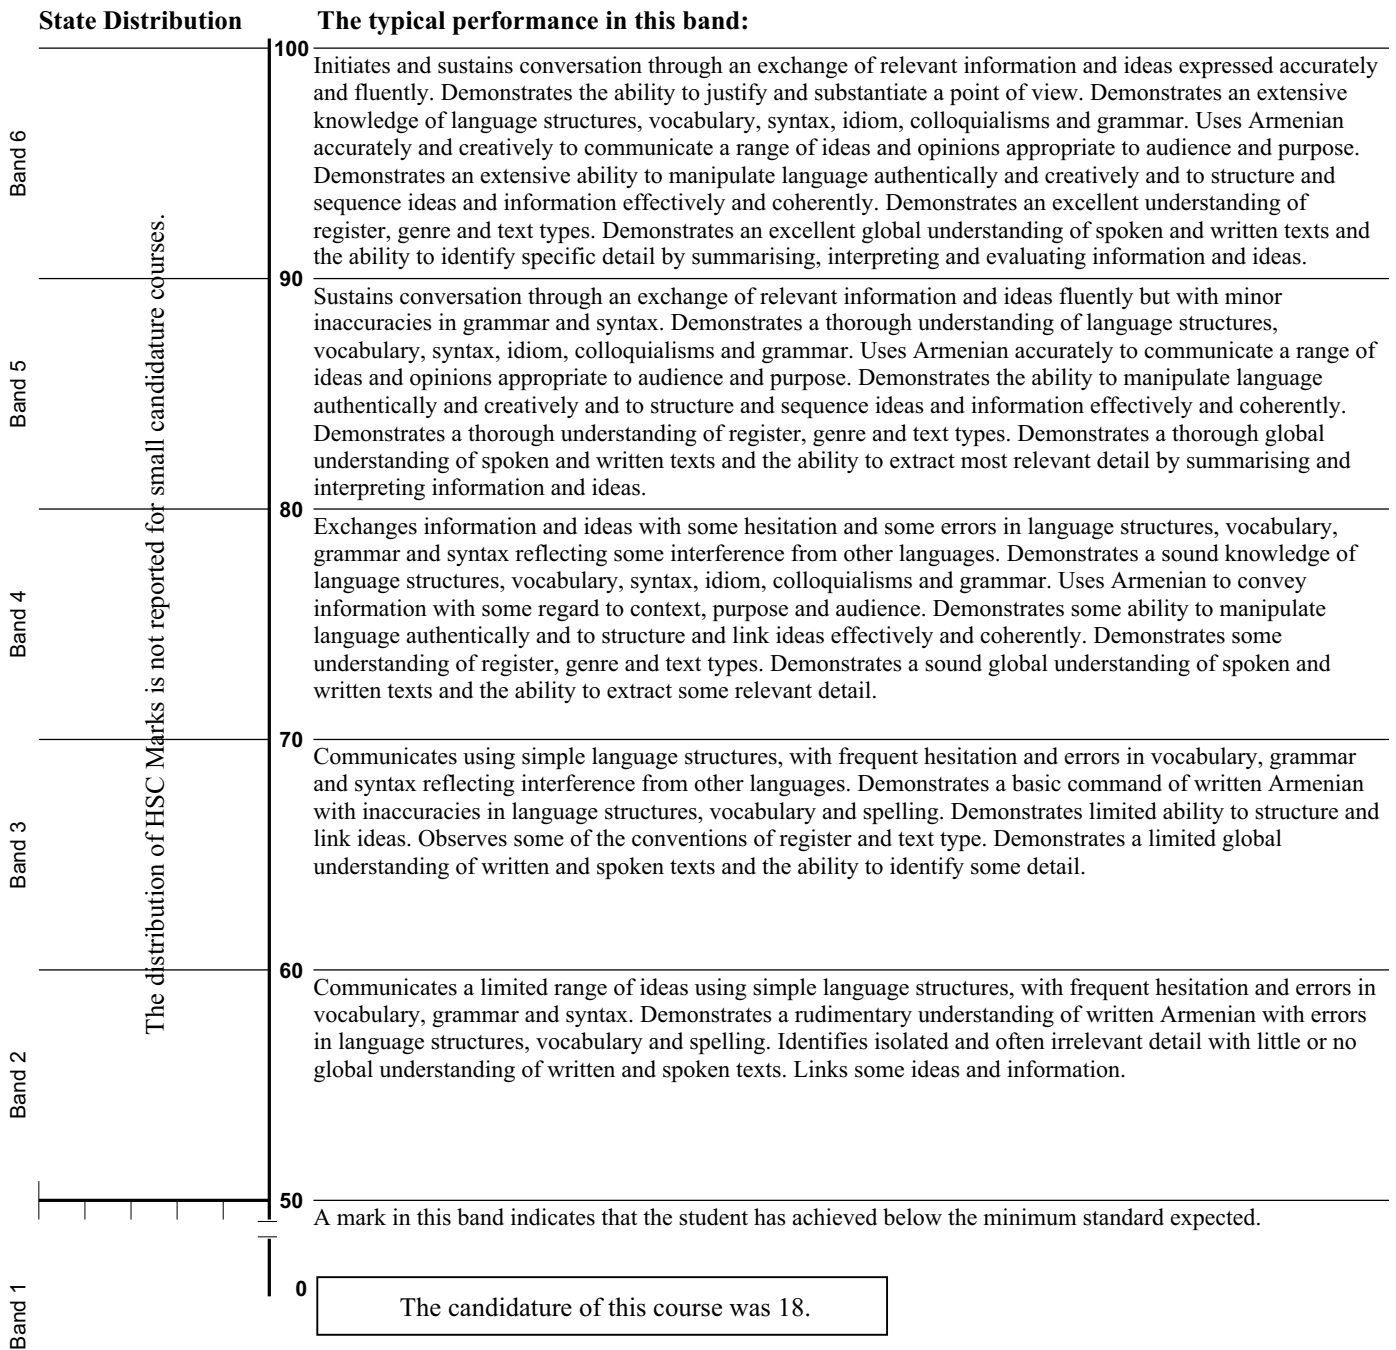 State Distribution
The typical performance in this band:
100
Initiates and sustains conversation through an exchange of relevant information and ideas expressed accurately
and fluently. Demonstrates the ability to justify and substantiate a point of view. Demonstrates an extensive
knowledge of language structures, vocabulary, syntax, idiom, colloquialisms and grammar. Uses Armenian
accurately and creatively to communicate a range of ideas and opinions appropriate to audience and purpose.
Demonstrates an extensive ability to manipulate language authentically and creatively and to structure and
sequence ideas and information effectively and coherently. Demonstrates an excellent understanding of
register, genre and text types. Demonstrates an excellent global understanding of spoken and written texts and
the ability to identify specific detail by summarising, interpreting and evaluating information and ideas.
Band 6
90
Sustains conversation through an exchange of relevant information and ideas fluently but with minor
inaccuracies in grammar and syntax. Demonstrates a thorough understanding of language structures,
vocabulary, syntax, idiom, colloquialisms and grammar. Uses Armenian accurately to communicate a range of
ideas and opinions appropriate to audience and purpose. Demonstrates the ability to manipulate language
authentically and creatively and to structure and sequence ideas and information effectively and coherently.
Demonstrates a thorough understanding of register, genre and text types. Demonstrates a thorough global
understanding of spoken and written texts and the ability to extract most relevant detail by summarising and
interpreting information and ideas.
Band 5
80
Exchanges information and ideas with some hesitation and some errors in language structures, vocabulary,
grammar and syntax reflecting some interference from other languages. Demonstrates a sound knowledge of
language structures, vocabulary, syntax, idiom, colloquialisms and grammar. Uses Armenian to convey
information with some regard to context, purpose and audience. Demonstrates some ability to manipulate
language authentically and to structure and link ideas effectively and coherently. Demonstrates some
understanding of register, genre and text types. Demonstrates a sound global understanding of spoken and
written texts and the ability to extract some relevant detail.
Band 4
The distribution of HSC Marks is not reported for small candidature courses.
70
Communicates using simple language structures, with frequent hesitation and errors in vocabulary, grammar
and syntax reflecting interference from other languages. Demonstrates a basic command of written Armenian
with inaccuracies in language structures, vocabulary and spelling. Demonstrates limited ability to structure and
link ideas. Observes some of the conventions of register and text type. Demonstrates a limited global
understanding of written and spoken texts and the ability to identify some detail.
Band 3
60
Communicates a limited range of ideas using simple language structures, with frequent hesitation and errors in
vocabulary, grammar and syntax. Demonstrates a rudimentary understanding of written Armenian with errors
in language structures, vocabulary and spelling. Identifies isolated and often irrelevant detail with little or no
global understanding of written and spoken texts. Links some ideas and information.
Band 2
50
A mark in this band indicates that the student has achieved below the minimum standard expected.
0
Band 1
The candidature of this course was 18.